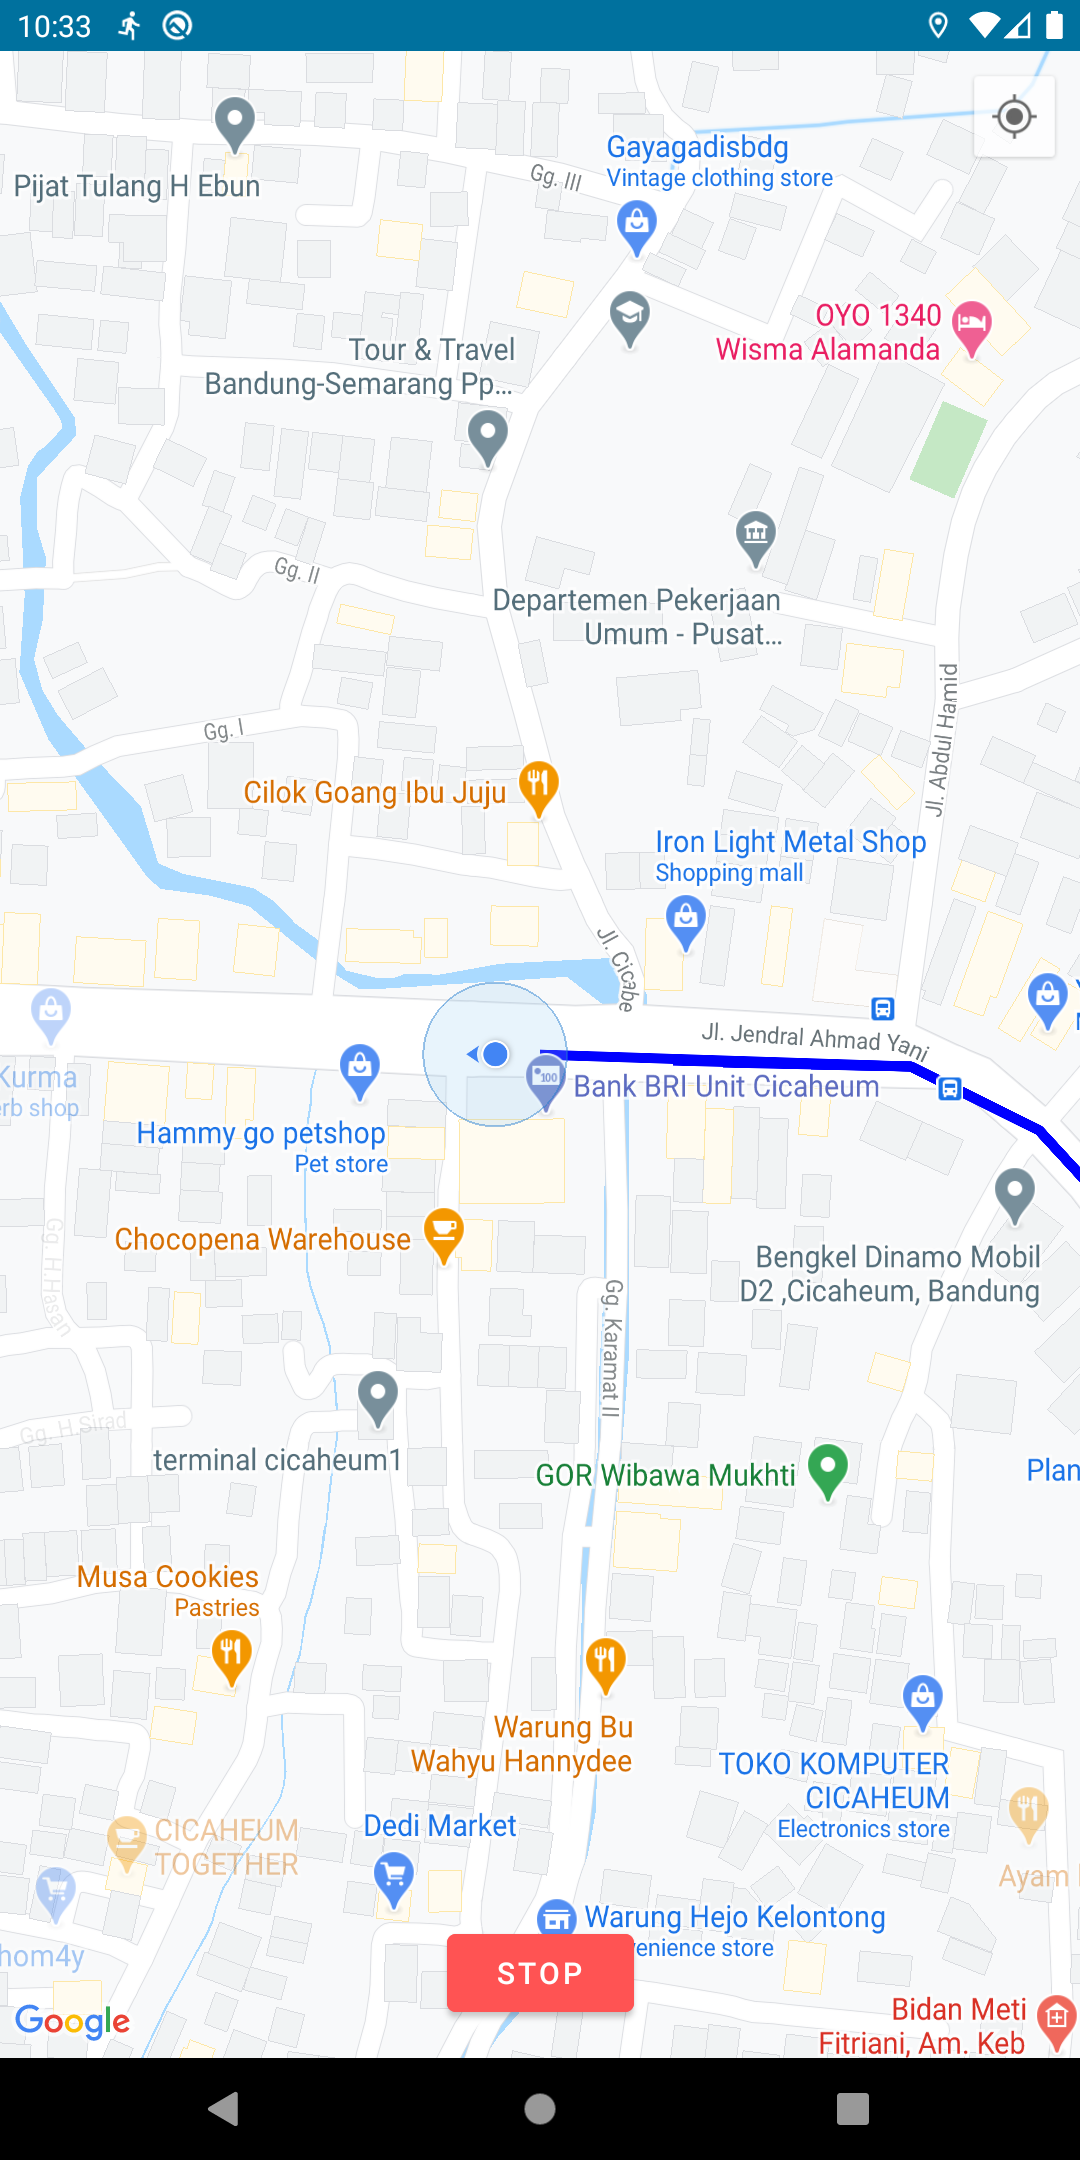 10:33
Gayagadisbdg
Vintage clothing store
Gg. III
Pijat Tulang H Ebun
OYO 1340
Wisma Alamanda
Tour & Travel
Bandung-Semarang Pp...
Gg. II
Departemen Pekerjaan
Umum - Pusat...
Jl. Abdul Hamid
Gg. I
Cilok Goang Ibu Juju
Iron Light Metal Shop
Shopping mall
Jl. Cicabe
Jl. Jendral Ahmad Yani
Kurma
erb shop
100
Bank BRI Unit Cicaheum
Hammy go petshop
Pet store
Chocopena Warehouse
Gg. H.Hasan
Bengkel Dinamo Mobil
D2 ,Cicaheum, Bandung
Gg. Karamat II
Gg. H.Sirad
terminal cicaheum1
GOR Wibawa Mukhti
Plan
Musa Cookies
Pastries
Warung Bu
Wahyu Hannydee
TOKO KOMPUTER
CICAHEUM
Electronics store
CICAHEUM
TOGETHER
Dedi Market
Ayam
Warung Hejo Kelontong
venience store
hom4y
STOP
Google
Bidan Meti
Fitriani, Am. Keb